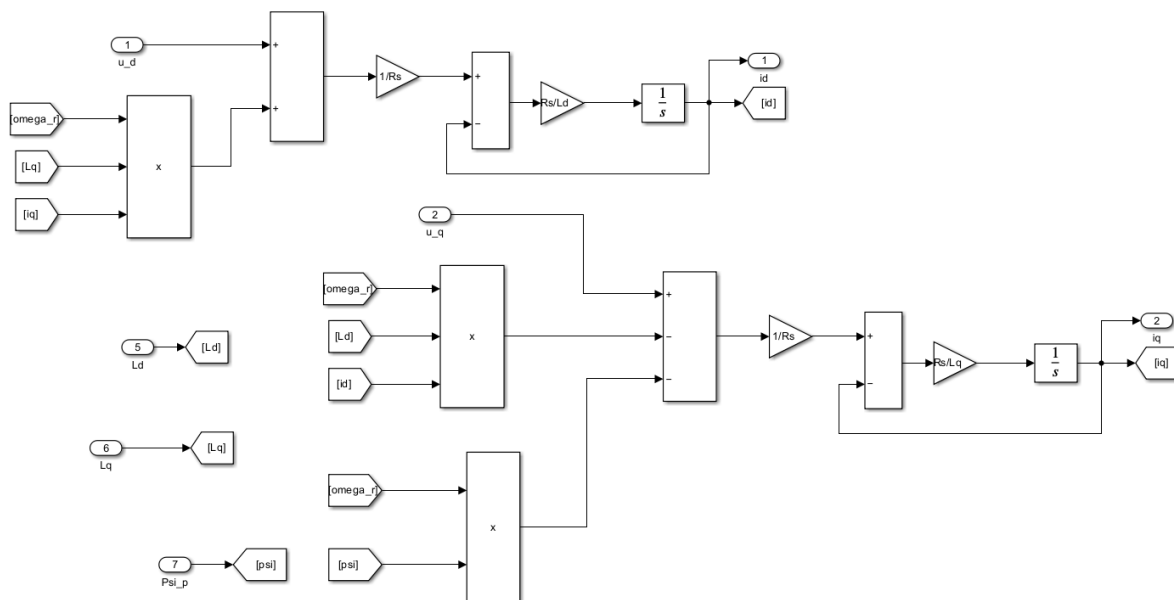 1
u_d
+
+
[omega_r]
[Lq]
[iq]
x
1/Rs
+
−
Rs/Ld
1
s
1
id
[id]
2
u_q
[omega_r]
[Ld]
[id]
x
+
−
−
1/Rs
+
−
Rs/Lq
1
s
2
iq
[iq]
5
Ld
[Ld]
6
Lq
[Lq]
[omega_r]
[psi]
x
7
Psi_p
[psi]